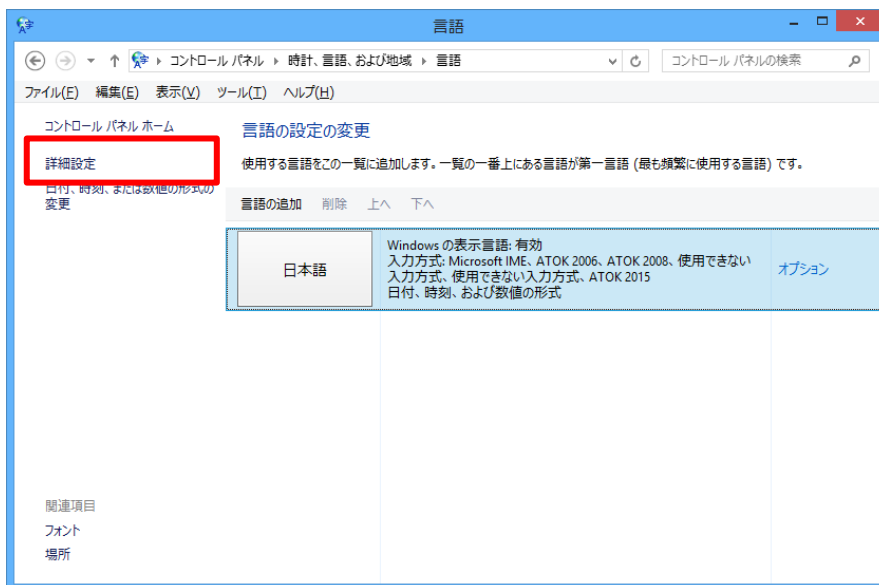 言語
コントロール パネル ▸ 時計、言語、および地域 ▸ 言語
コントロール パネルの検索
ファイル(F) 編集(E) 表示(V) ツール(T) ヘルプ(H)
コントロール パネル ホーム
詳細設定
日付、時刻、または数値の形式の
変更
言語の設定の変更
使用する言語をこの一覧に追加します。一覧の一番上にある言語が第一言語 (最も頻繁に使用する言語) です。
言語の追加 削除 上へ 下へ
日本語
Windows の表示言語: 有効
入力方式: Microsoft IME、ATOK 2006、ATOK 2008、使用できない
入力方式、使用できない入力方式、ATOK 2015
日付、時刻、および数値の形式
オプション
関連項目
フォント
場所